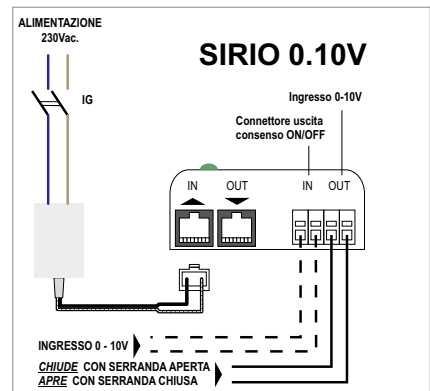 ALIMENTAZIONE
230Vac.
SIRIO 0.10V
IG
Ingresso 0-10V
Connettore uscita
consenso ON/OFF
IN OUT IN OUT
INGRESSO 0 - 10V
CHIUDE CON SERRANDA APERTA
APRE CON SERRANDA CHIUSA